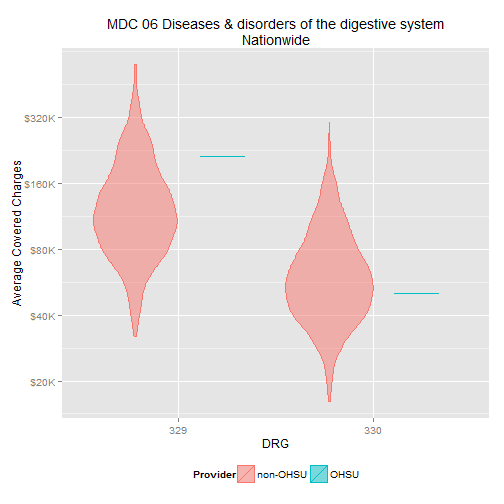 MDC 06 Diseases & disorders of the digestive system
Nationwide
Average Covered Charges
$320K
$160K
$80K
$40K
$20K
329 330
DRG
Provider non-OHSU OHSU